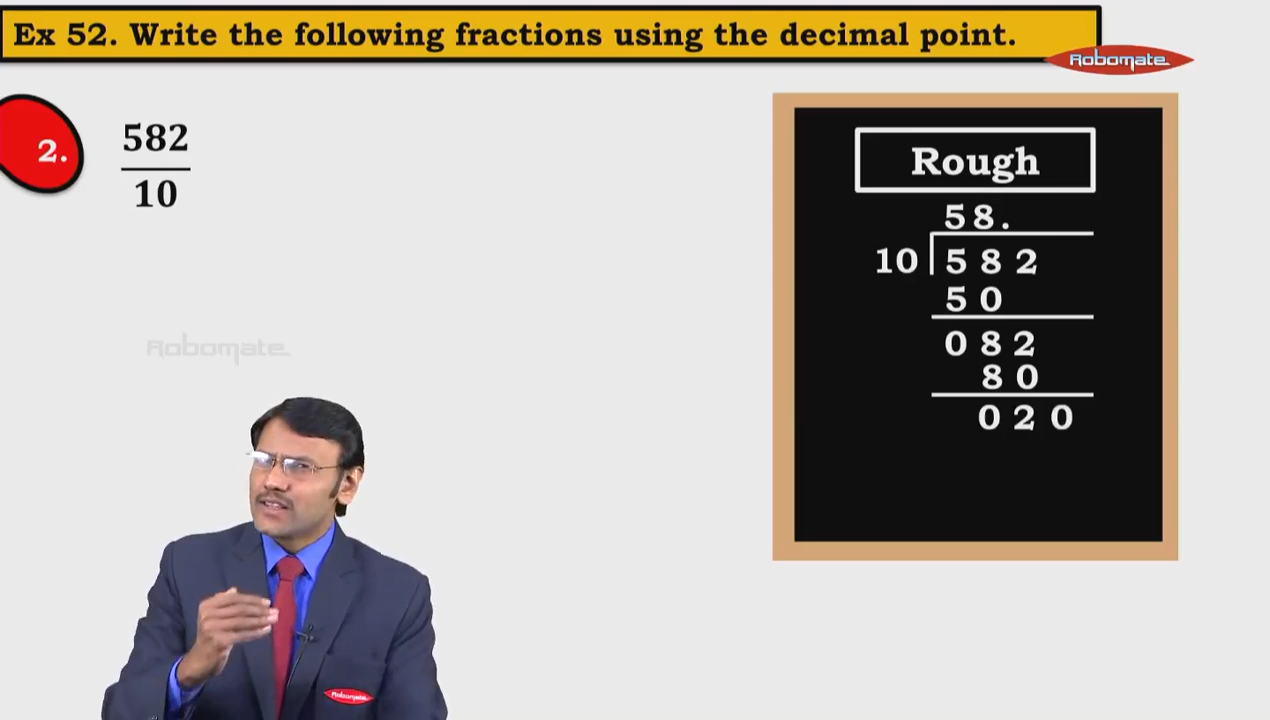 Ex 52. Write the following fractions using the decimal point.
Robomate
2.
582
10
Rough
58.
10 582
50
082
80
020
Robomate
Robomate